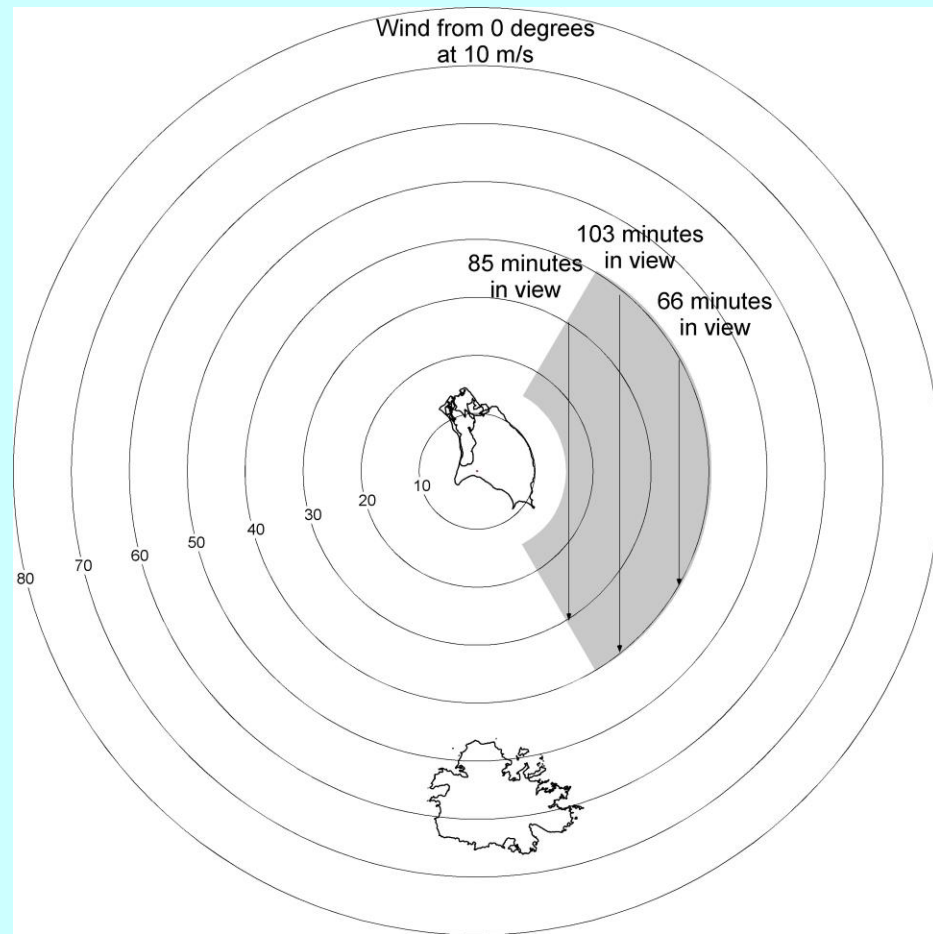 Wind from 0 degrees
at 10 m/s
103 minutes
in view
85 minutes
in view
66 minutes
in view
10
20
30
40
50
60
70
80